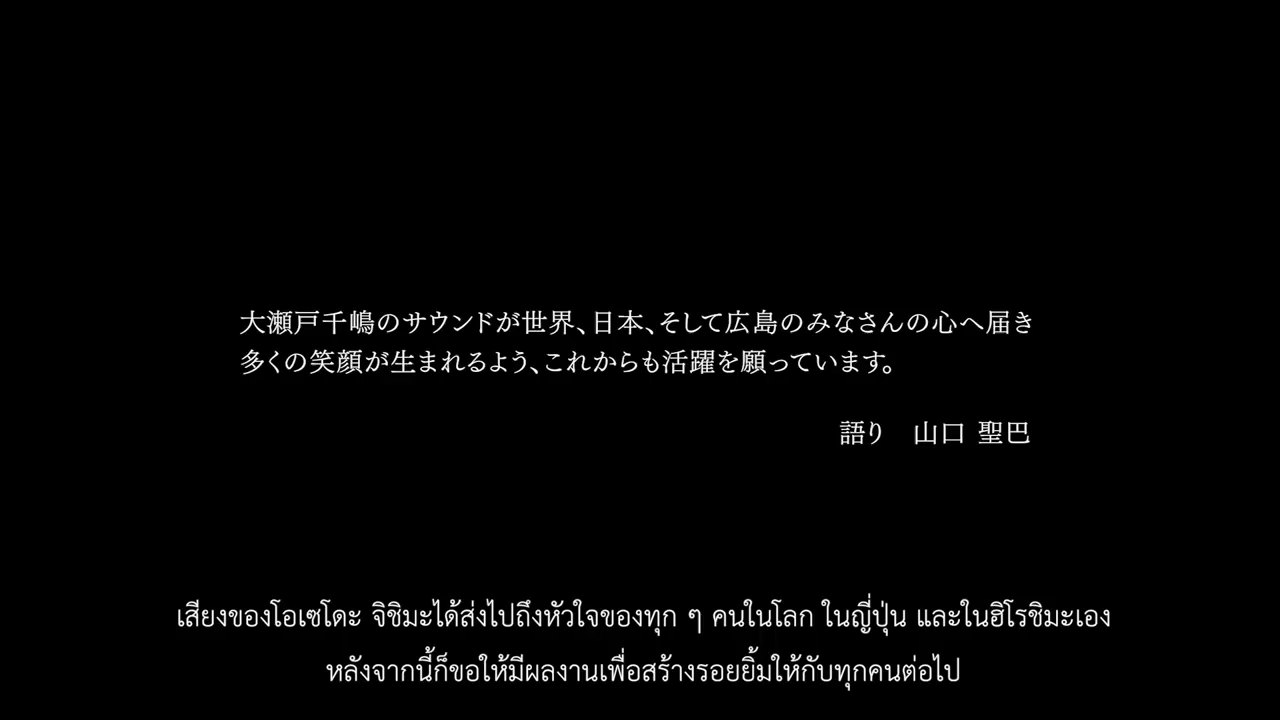 大瀬戸千嶋のサウンドが世界、日本、そして広島のみなさんの心へ届き
多くの笑顔が生まれるよう、これからも活躍を願っています。
語り　山口 聖巴
เสียงของโอเซโดะ จิชิมะได้ส่งไปถึงหัวใจของทุก ๆ คนในโลก ในญี่ปุ่น และในฮิโรชิมะเอง
หลังจากนี้ก็ขอให้มีผลงานเพื่อสร้างรอยยิ้มให้กับทุกคนต่อไป